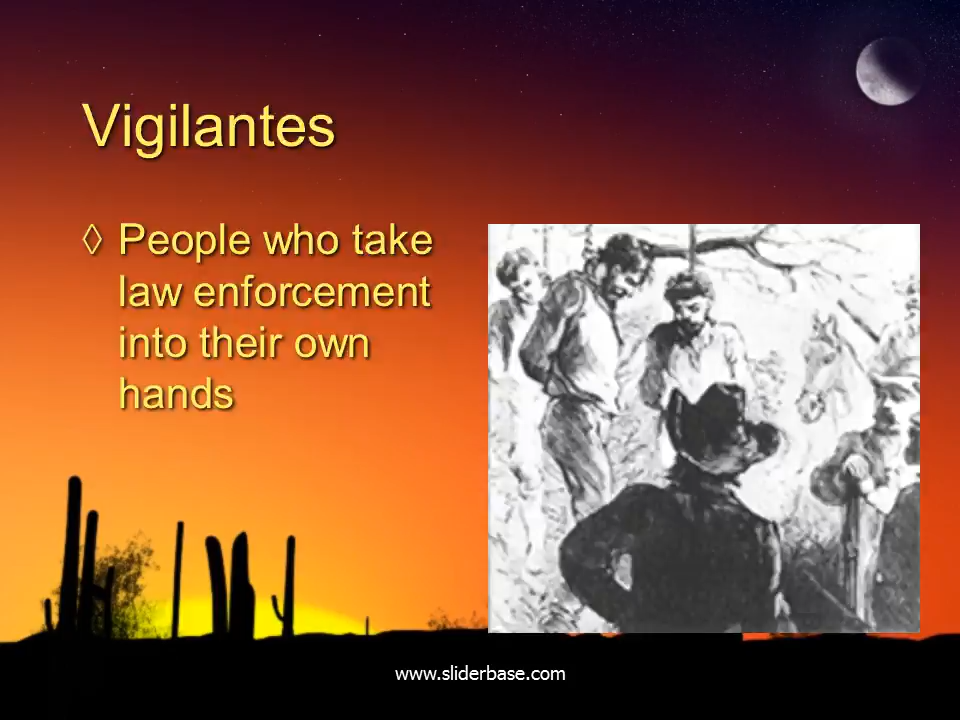 Vigilantes
◊ People who take
law enforcement
into their own
hands
www.sliderbase.com